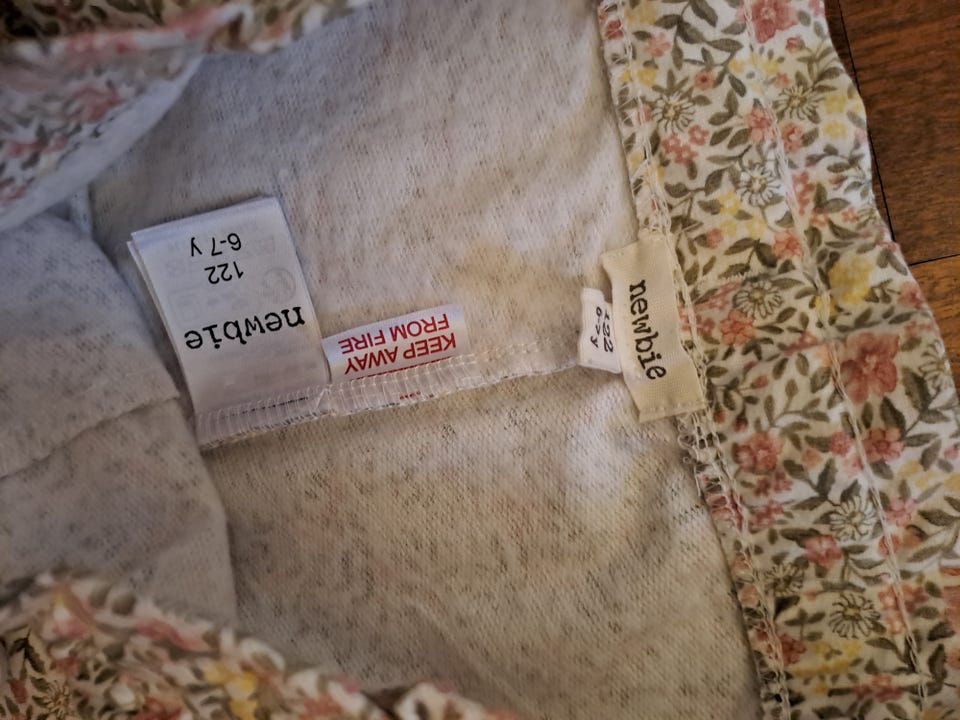 newbie
122
6-7 y
KEEP AWAY
FROM FIRE
newbie
122
6-7 y